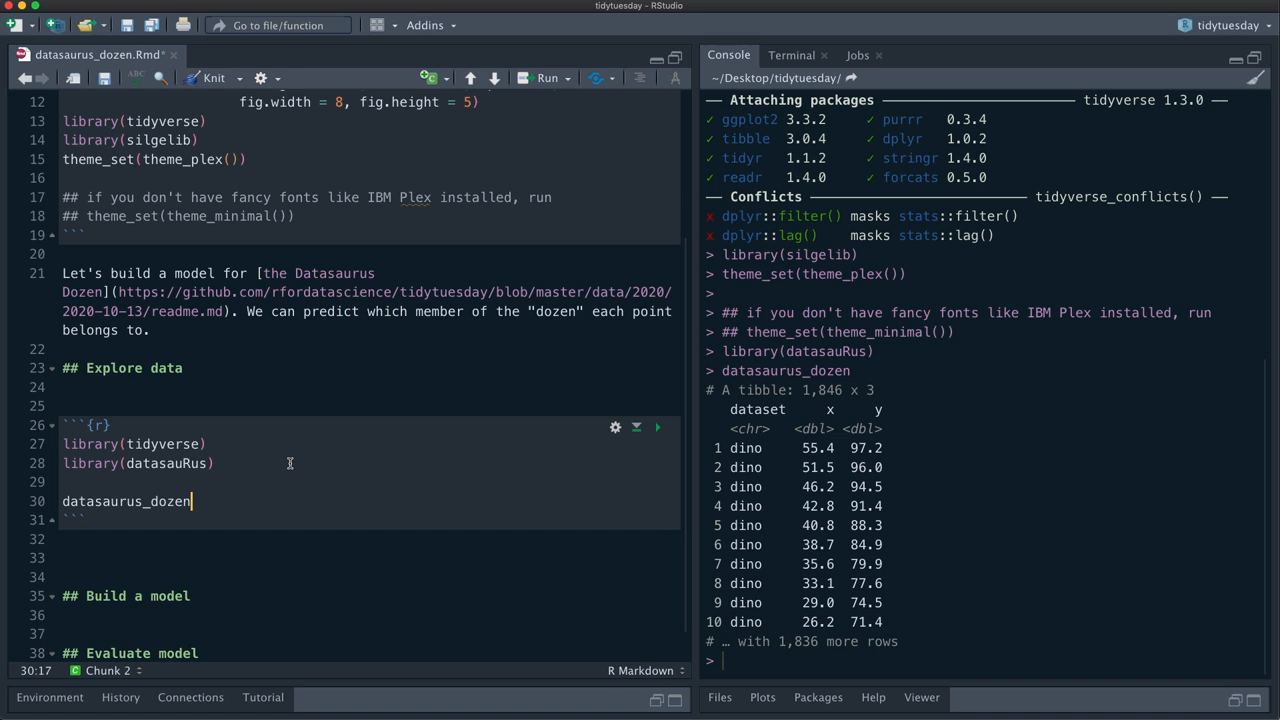 tidytuesday - RStudio
Go to file/function
Addins
tidytuesday
datasaurus_dozen.Rmd*
Knit
Run
12 fig.width = 8, fig.height = 5)
13 library(tidyverse)
14 library(silgelib)
15 theme_set(theme_plex())
16
17 ## if you don't have fancy fonts like IBM Plex installed, run
18 ## theme_set(theme_minimal())
19 ```
20
21 Let's build a model for [the Datasaurus
Dozen](https://github.com/rfordatascience/tidytuesday/blob/master/data/2020/
2020-10-13/readme.md). We can predict which member of the "dozen" each point
belongs to.
22
23 ## Explore data
24
25
26 ```{r}
27 library(tidyverse)
28 library(datasauRus)
29
30 datasaurus_dozen
31 ```
32
33
34
35 ## Build a model
36
37
38 ## Evaluate model
30:17 Chunk 2 R Markdown
Environment History Connections Tutorial
Console Terminal Jobs
~/Desktop/tidytuesday/
── Attaching packages ── tidyverse 1.3.0 ──
✓ ggplot2 3.3.2 ✓ purrr 0.3.4
✓ tibble 3.0.4 ✓ dplyr 1.0.2
✓ tidyr 1.1.2 ✓ stringr 1.4.0
✓ readr 1.4.0 ✓ forcats 0.5.0
── Conflicts ── tidyverse_conflicts() ──
x dplyr::filter() masks stats::filter()
x dplyr::lag() masks stats::lag()
> library(silgelib)
> theme_set(theme_plex())
>
> ## if you don't have fancy fonts like IBM Plex installed, run
> ## theme_set(theme_minimal())
> library(datasauRus)
> datasaurus_dozen
# A tibble: 1,846 x 3
dataset x y
<chr> <dbl> <dbl>
1 dino 55.4 97.2
2 dino 51.5 96.0
3 dino 46.2 94.5
4 dino 42.8 91.4
5 dino 40.8 88.3
6 dino 38.7 84.9
7 dino 35.6 79.9
8 dino 33.1 77.6
9 dino 29.0 74.5
10 dino 26.2 71.4
# … with 1,836 more rows
>
Files Plots Packages Help Viewer